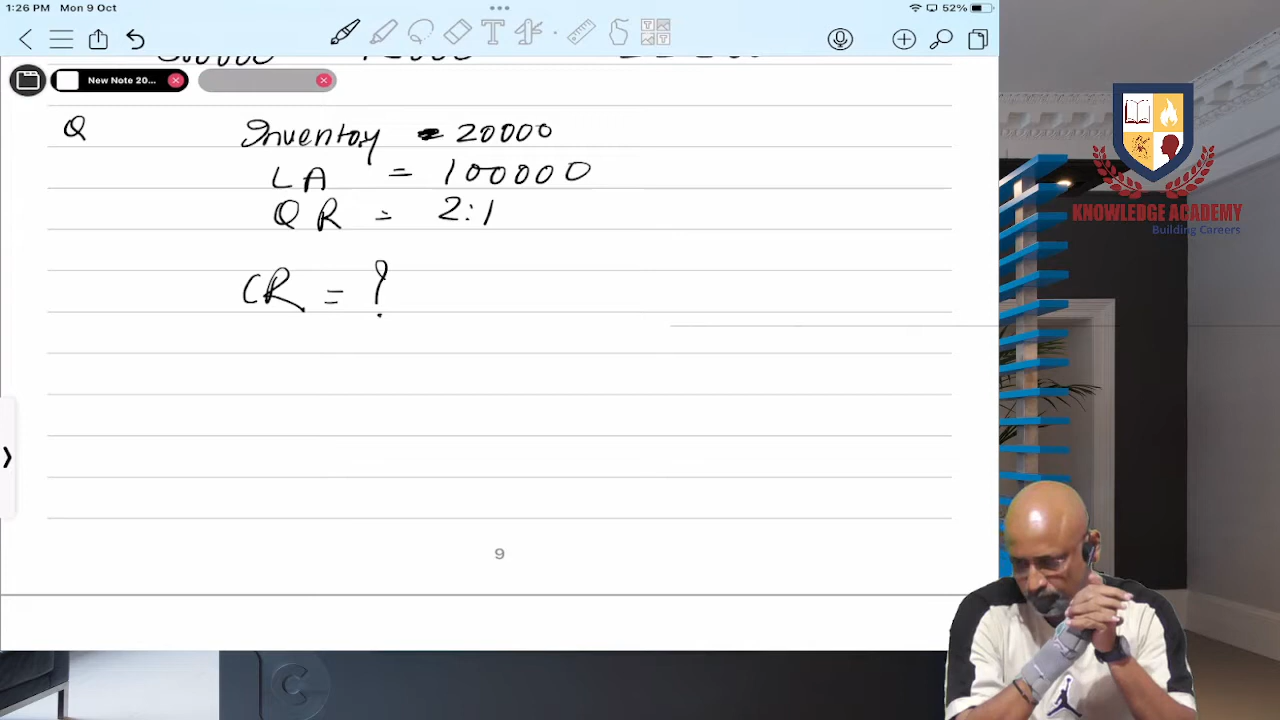 1:26 PM Mon 9 Oct
52%
New Note 20...
Q Inventory = 20000
LA = 100000
QR = 2:1
CR = ?
9
KNOWLEDGE ACADEMY
Building Careers